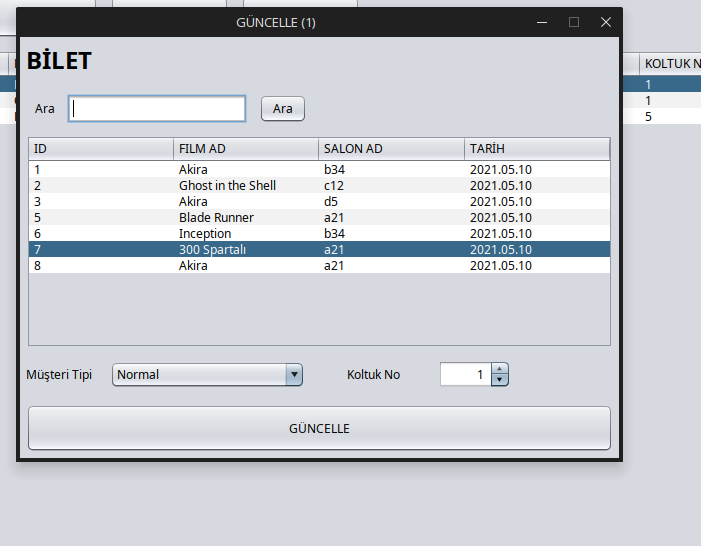 GÜNCELLE (1)
BİLET
KOLTUK N
Ara Ara
1
1
5
ID FILM AD SALON AD TARİH
1 Akira b34 2021.05.10
2 Ghost in the Shell c12 2021.05.10
3 Akira d5 2021.05.10
5 Blade Runner a21 2021.05.10
6 Inception b34 2021.05.10
7 300 Spartalı a21 2021.05.10
8 Akira a21 2021.05.10
Müşteri Tipi Normal Koltuk No 1
GÜNCELLE